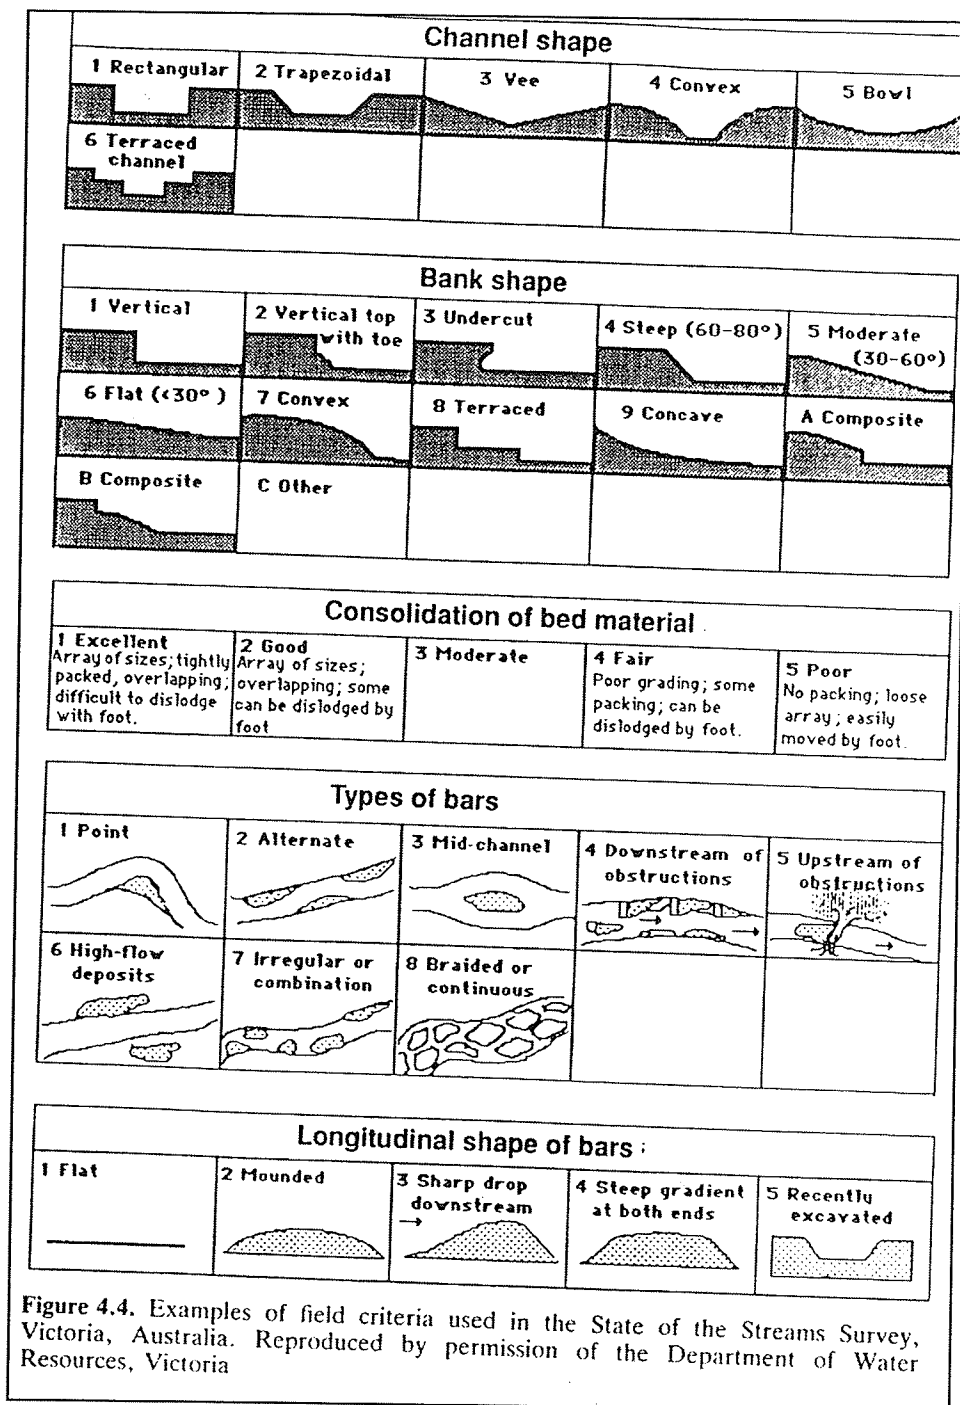 Channel shape
1 Rectangular
2 Trapezoidal
3 Vee
4 Convex
5 Bowl
6 Terraced
channel
Bank shape
1 Vertical
2 Vertical top
with toe
3 Undercut
4 Steep (60-80°)
5 Moderate
(30-60°)
6 Flat (<30° )
7 Convex
8 Terraced
9 Concave
A Composite
B Composite
C Other
Consolidation of bed material
1 Excellent
Array of sizes; tightly
packed, overlapping;
difficult to dislodge
with foot.
2 Good
Array of sizes;
overlapping; some
can be dislodged by
foot
3 Moderate
4 Fair
Poor grading; some
packing; can be
dislodged by foot.
5 Poor
No packing; loose
array; easily
moved by foot.
Types of bars
1 Point
2 Alternate
3 Mid-channel
4 Downstream of
obstructions
5 Upstream of
obstructions
6 High-flow
deposits
7 Irregular or
combination
8 Braided or
continuous
Longitudinal shape of bars
1 Flat
2 Mounded
3 Sharp drop
downstream
4 Steep gradient
at both ends
5 Recently
excavated
Figure 4.4. Examples of field criteria used in the State of the Streams Survey,
Victoria, Australia. Reproduced by permission of the Department of Water
Resources, Victoria